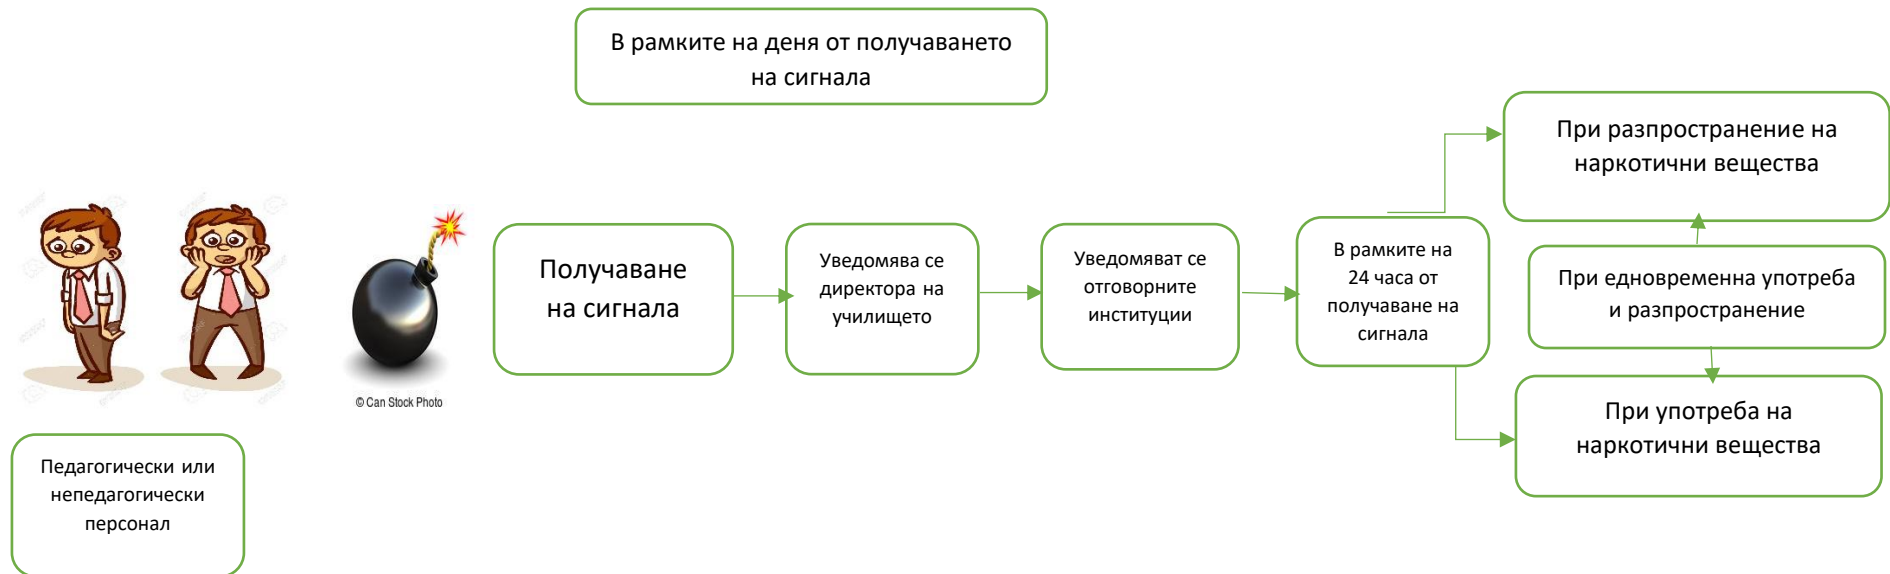 В рамките на деня от получаването
на сигнала
При разпространение на
наркотични вещества
Получаване
на сигнала
Уведомява се
директора на
училището
Уведомяват се
отговорните
институции
В рамките на
24 часа от
получаване на
сигнала
При едновременна употреба
и разпространение
При употреба на
наркотични вещества
© Can Stock Photo
Педагогически или
непедагогически
персонал